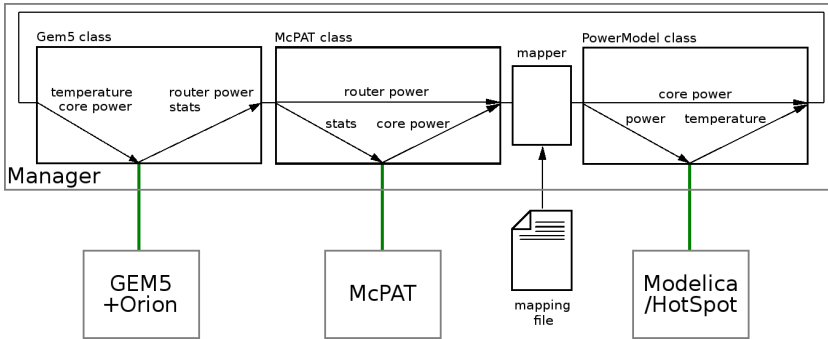 Gem5 class
McPAT class
mapper
PowerModel class
temperature
core power
router power
stats
router power
stats
core power
core power
power
temperature
Manager
GEM5
+Orion
McPAT
mapping
file
Modelica
/HotSpot